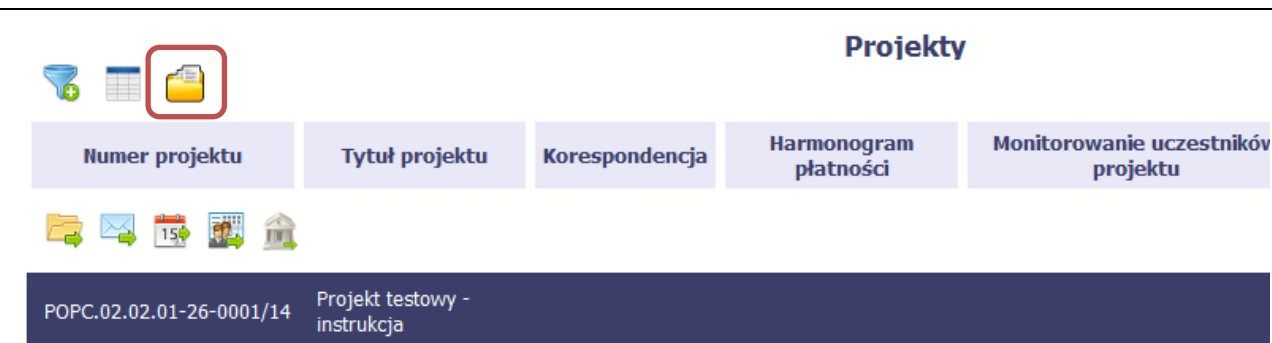 Projekty
Numer projektu
Tytuł projektu
Korespondencja
Harmonogram
płatności
Monitorowanie uczestników
projektu
15
POPC.02.02.01-26-0001/14
Projekt testowy -
instrukcja